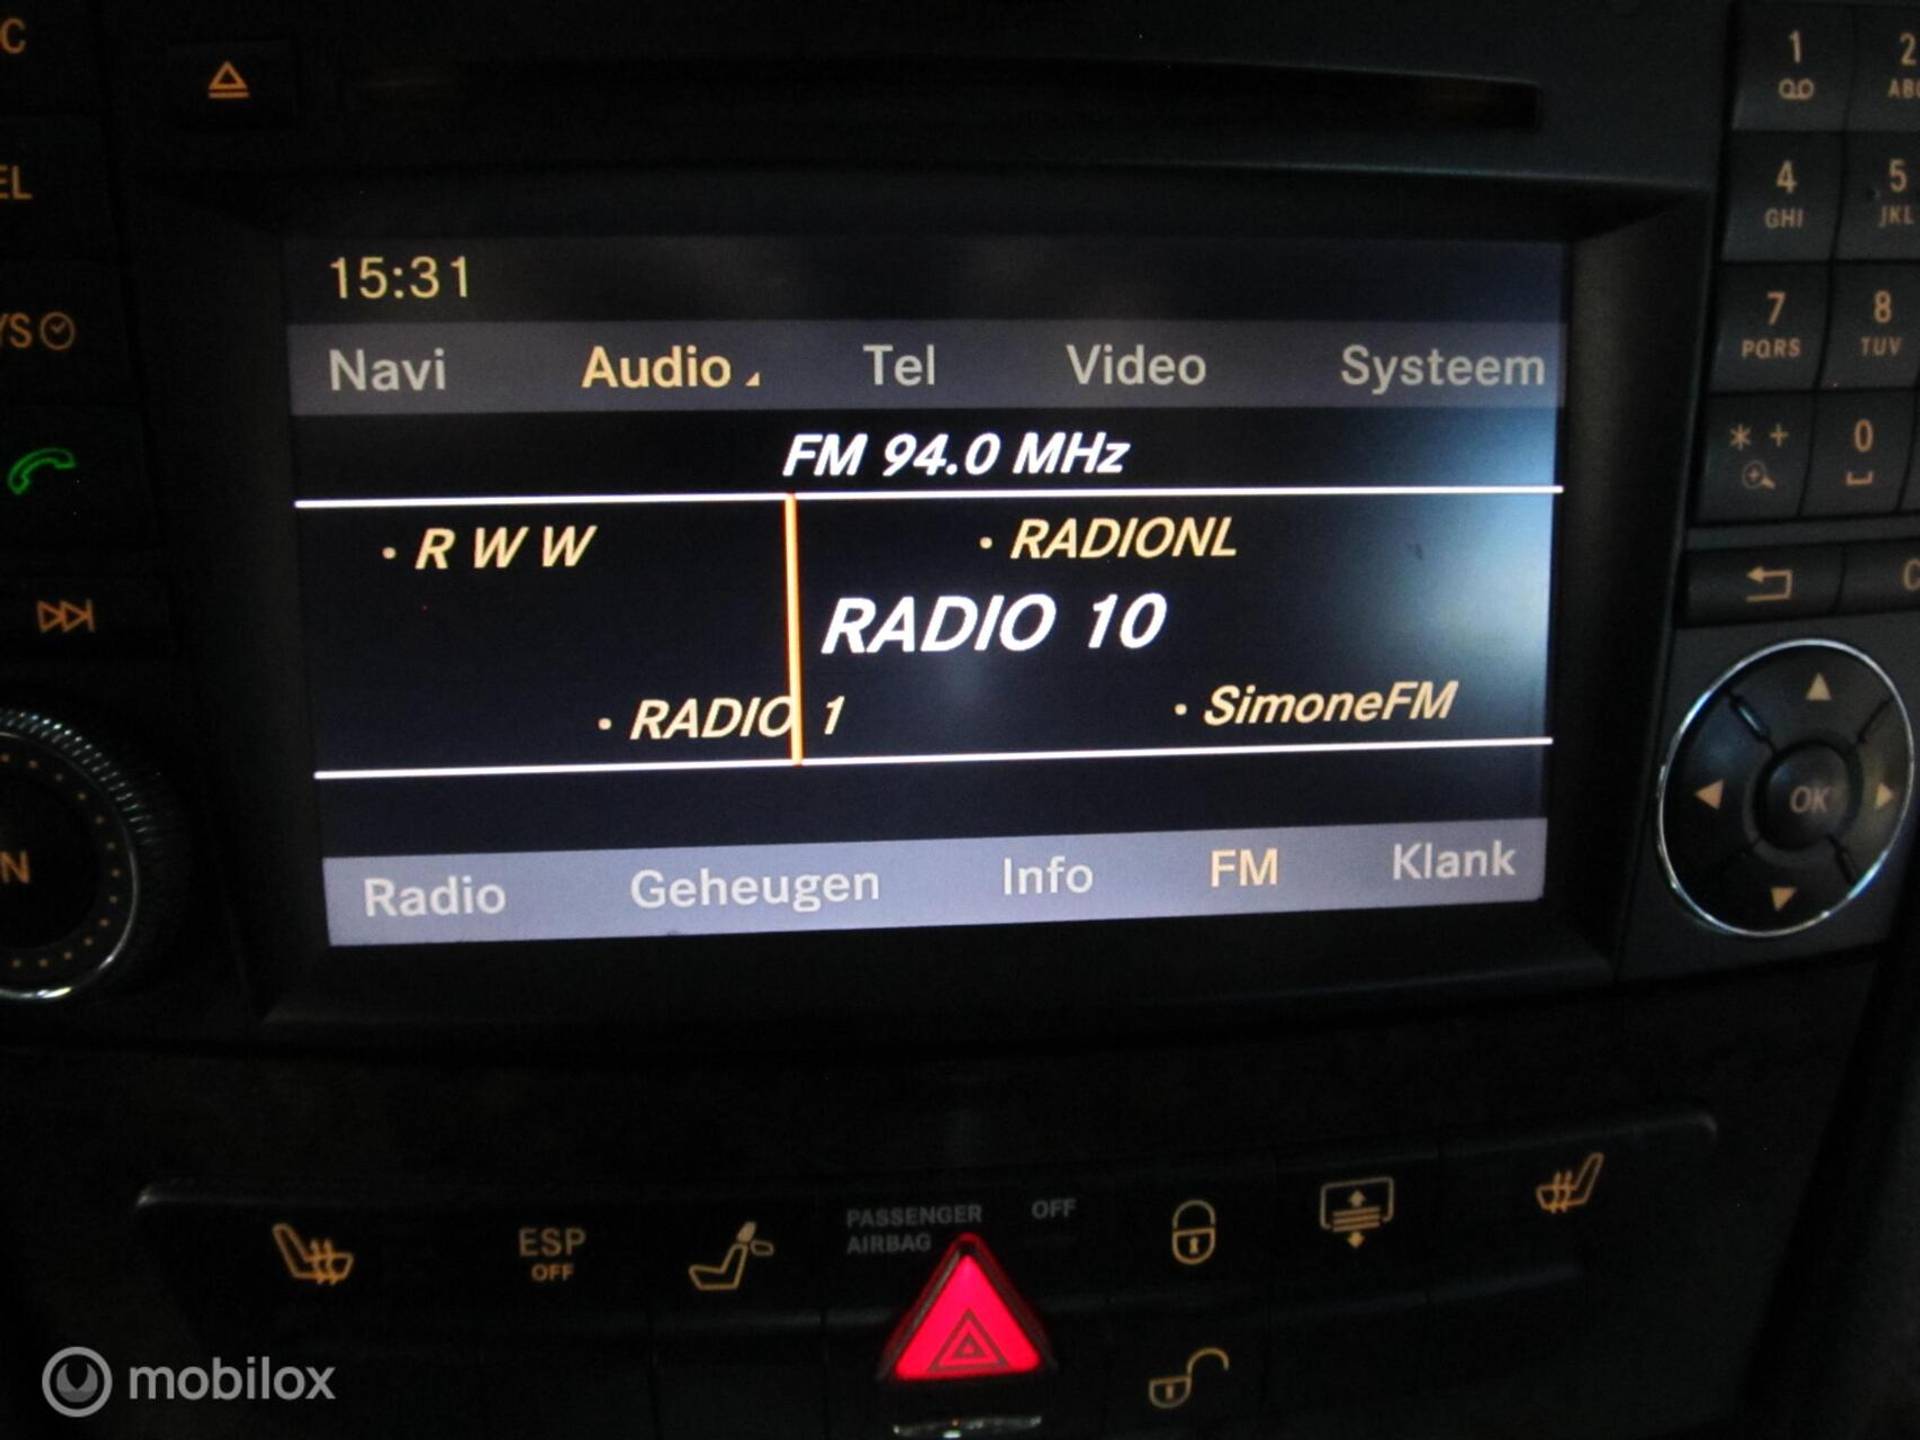 1
2
4
GHI
5
JKL
15:31
7
PQRS
8
TUV
Navi Audio Tel Video Systeem
FM 94.0 MHz
* + 0
R W W RADIONL
RADIO 10
RADIO 1 SimoneFM
OK
Radio Geheugen Info FM Klank
PASSENGER OFF
AIRBAG
ESP
OFF
mobilox